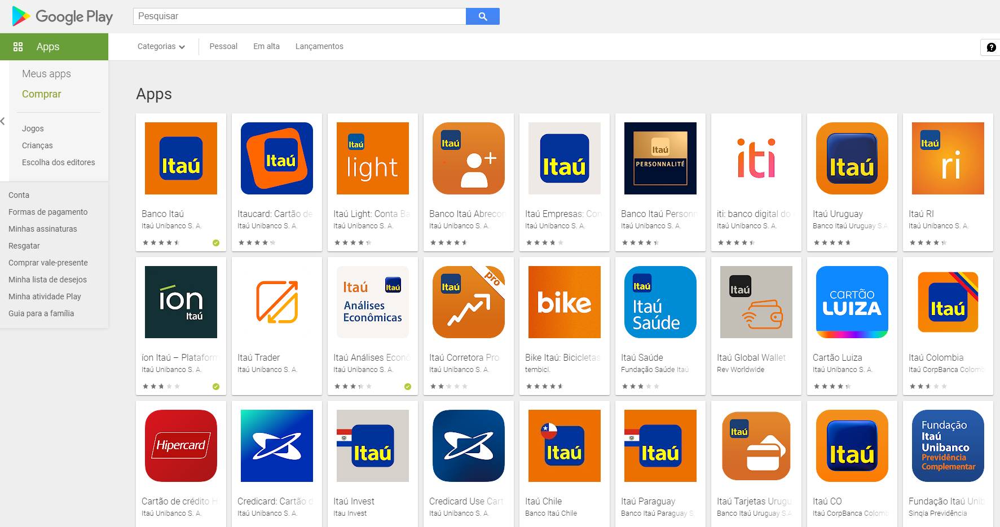 Google Play
Pesquisar
Apps
Categorias
Pessoal
Em alta
Lançamentos
Meus apps
Comprar
Jogos
Crianças
Escolha dos editores
Conta
Formas de pagamento
Minhas assinaturas
Resgatar
Comprar vale-presente
Minha lista de desejos
Minha atividade Play
Guia para a família
Apps
Itaú
Banco Itaú
Itaú Unibanco S. A.
Itaú
Itaucard: Cartão de
Itaú Unibanco S. A.
Itaú
light
Itaú Light: Conta Ba
Itaú Unibanco S. A.
Itaú
Banco Itaú Abrecon
Itaú Unibanco S. A.
Itaú
Itaú Empresas: Con
Itaú Unibanco S. A.
Itaú
PERSONNALITÉ
Banco Itaú Personn
Itaú Unibanco S. A.
iti
iti: banco digital do
Itaú Unibanco S. A.
Itaú
Itaú Uruguay
Banco Itaú Uruguay S.A.
Itaú
ri
Itaú RI
Itaú Unibanco S. A.
íon
Itaú
íon Itaú – Plataform
Itaú Unibanco S. A.
Itaú Trader
Itaú Unibanco S. A.
Itaú
Itaú
Análises
Econômicas
Itaú Análises Econô
Itaú Unibanco S. A.
Itaú
pro
Itaú Corretora Pro
Itaú Unibanco S. A.
bike
Bike Itaú: Bicicletas
tembici.
Itaú
Itaú
Saúde
Itaú Saúde
Fundação Saúde Itaú
Itaú
Itaú Global Wallet
Rev Worldwide
CARTÃO
LUIZA
Cartão Luiza
Itaú Unibanco S. A.
Itaú
Itaú Colombia
Itaú CorpBanca Colomb
Hipercard
Cartão de crédito H
Itaú Unibanco S. A.
Credicard: Cartão d
Itaú Unibanco S. A.
Itaú
Itaú Invest
Itau Invest
Credicard Use Cart
Itaú Unibanco S. A.
Itaú
Itaú Chile
Banco Itaú Chile
Itaú
Itaú Paraguay
Banco Itaú Paraguay S
Itaú
Itaú Tarjetas Urugu
Banco Itaú Uruguay S.A.
Itaú
Itaú CO
Itaú CorpBanca Colomb
Fundação
Itaú
Unibanco
Previdência
Complementar
Fundação Itaú Unib
Sinqia Previdência